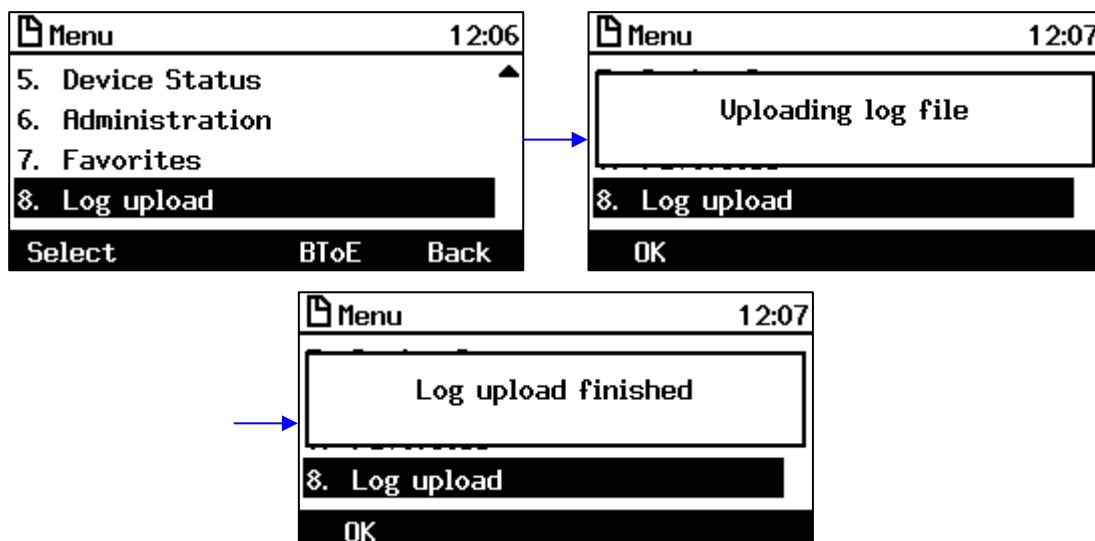 Menu 12:06
5. Device Status
6. Administration
7. Favorites
8. Log upload
Select BToE Back
Menu 12:07
Uploading log file
8. Log upload
OK
Menu 12:07
Log upload finished
8. Log upload
OK